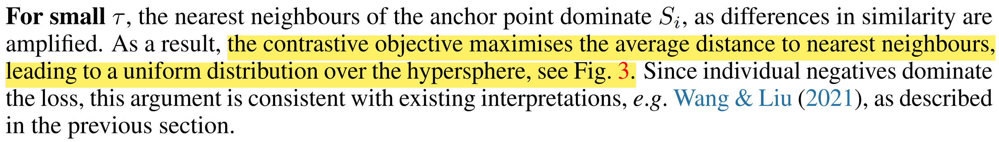 For small τ, the nearest neighbours of the anchor point dominate Sᵢ, as differences in similarity are
amplified. As a result, the contrastive objective maximises the average distance to nearest neighbours,
leading to a uniform distribution over the hypersphere, see Fig. 3. Since individual negatives dominate
the loss, this argument is consistent with existing interpretations, e.g. Wang & Liu (2021), as described
in the previous section.